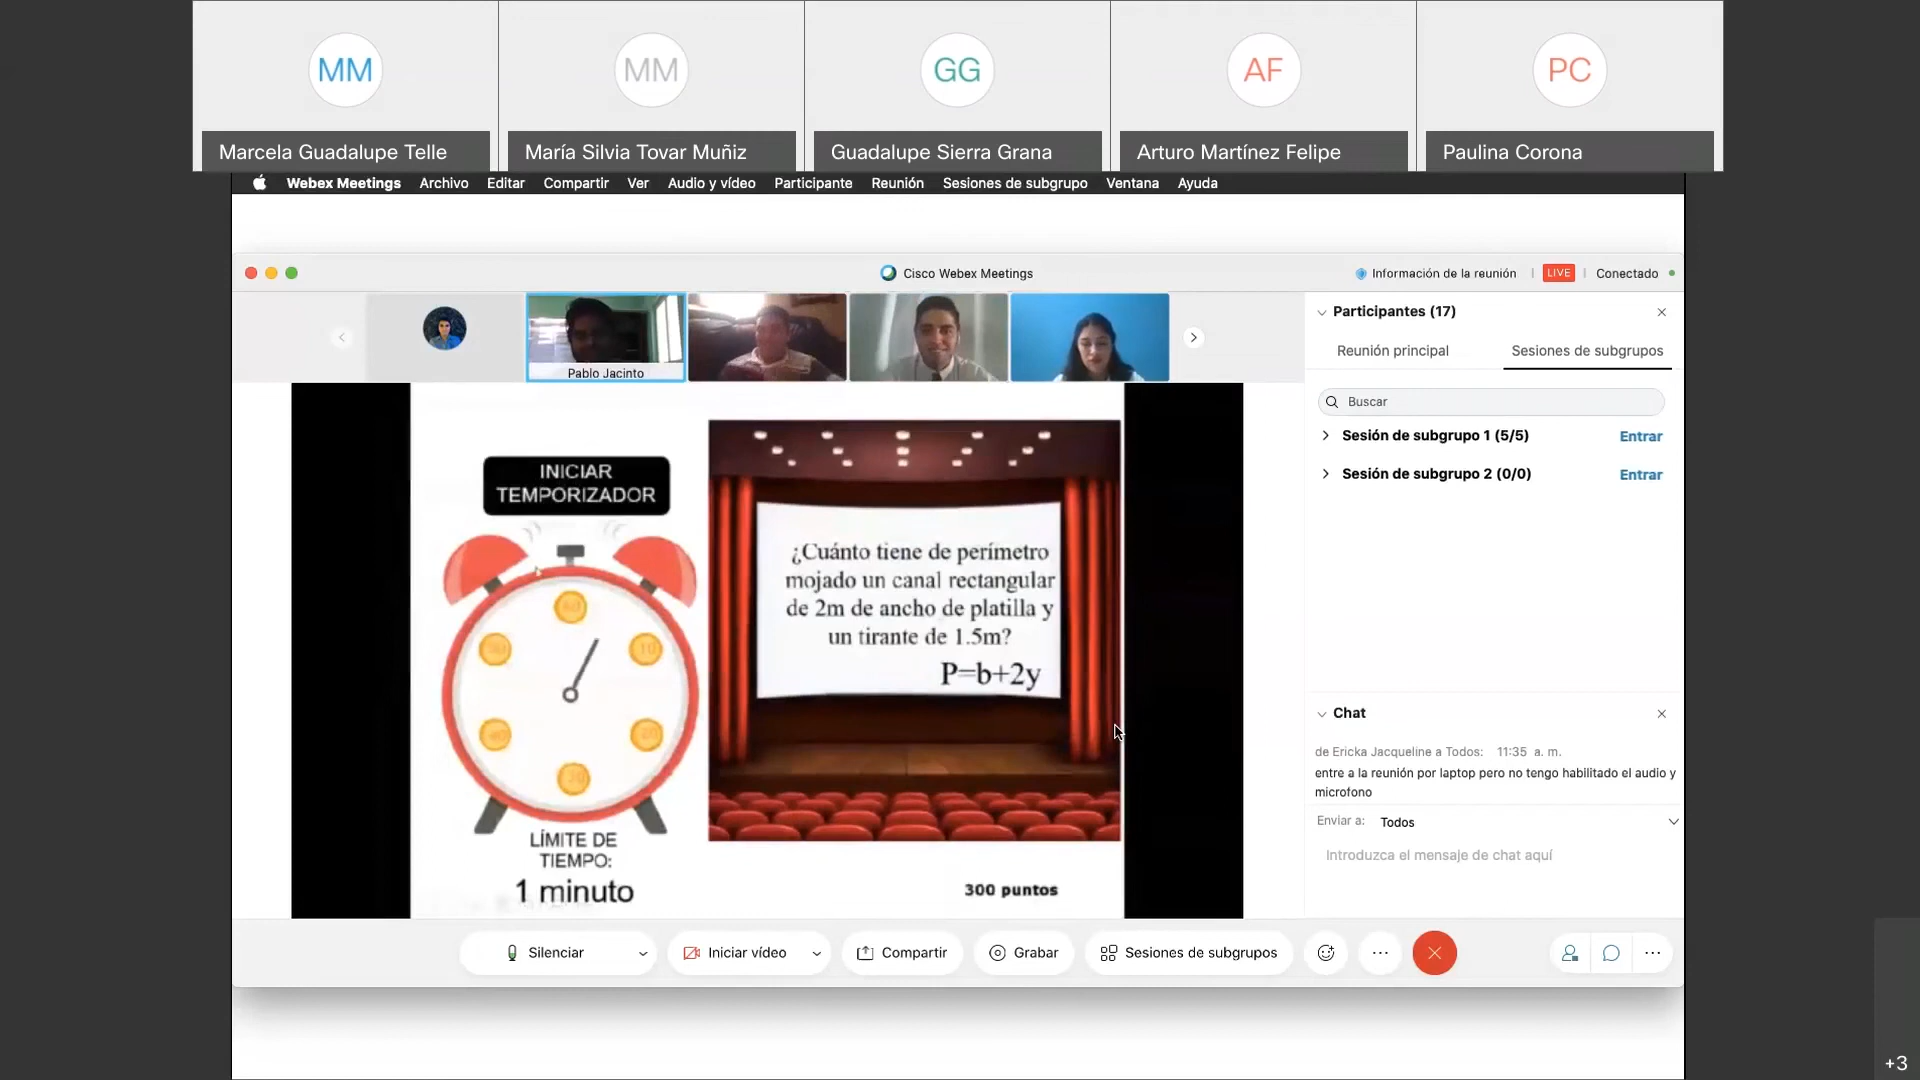 MM
MM
GG
AF
PC
Marcela Guadalupe Telle
María Silvia Tovar Muñiz
Guadalupe Sierra Grana
Arturo Martínez Felipe
Paulina Corona
Webex Meetings Archivo Editar Compartir Ver Audio y vídeo Participante Reunión Sesiones de subgrupo Ventana Ayuda
Cisco Webex Meetings
Información de la reunión
LIVE
Conectado
Pablo Jacinto
Participantes (17)
Reunión principal
Sesiones de subgrupos
Buscar
Sesión de subgrupo 1 (5/5)
Entrar
Sesión de subgrupo 2 (0/0)
Entrar
INICIAR
TEMPORIZADOR
¿Cuánto tiene de perímetro
mojado un canal rectangular
de 2m de ancho de platilla y
un tirante de 1.5m?
P=b+2y
LÍMITE DE
TIEMPO:
1 minuto
300 puntos
Chat
de Ericka Jacqueline a Todos: 11:35 a. m.
entre a la reunión por laptop pero no tengo habilitado el audio y
microfono
Enviar a: Todos
Introduzca el mensaje de chat aquí
Silenciar
Iniciar vídeo
Compartir
Grabar
Sesiones de subgrupos
+3